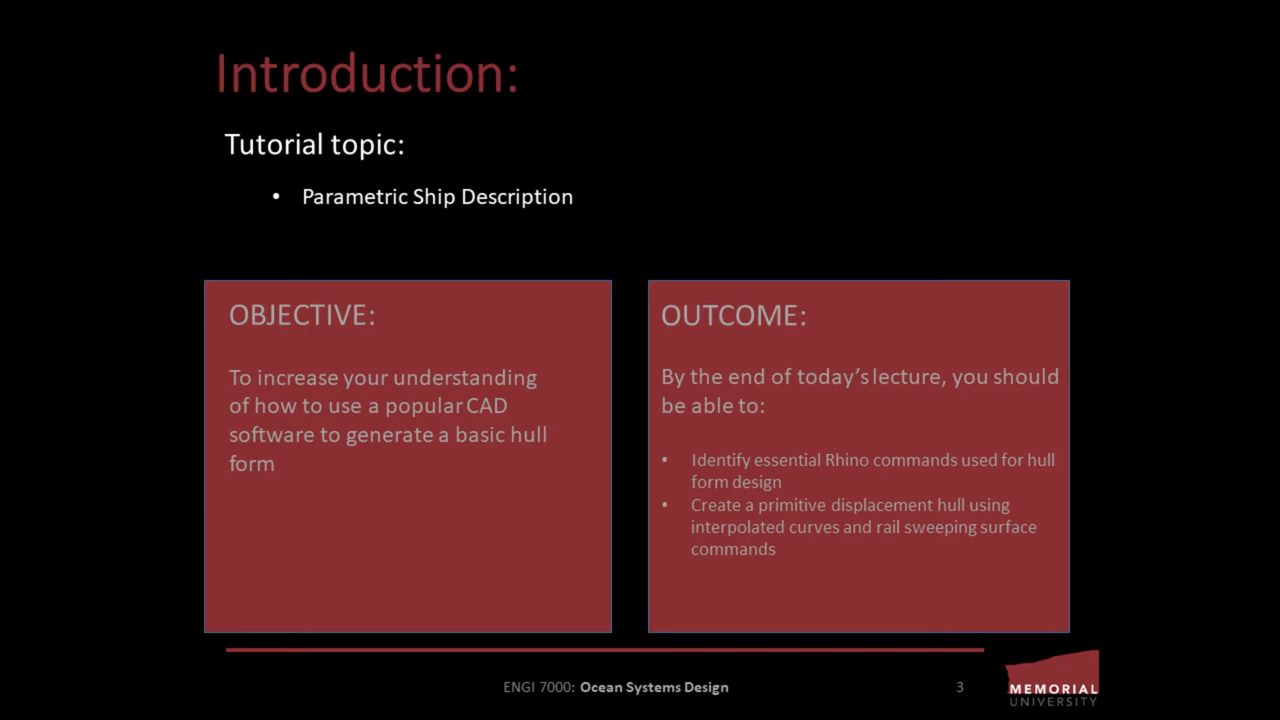 Introduction:
Tutorial topic:
• Parametric Ship Description
OBJECTIVE:
To increase your understanding
of how to use a popular CAD
software to generate a basic hull
form
OUTCOME:
By the end of today’s lecture, you should
be able to:
• Identify essential Rhino commands used for hull
form design
• Create a primitive displacement hull using
interpolated curves and rail sweeping surface
commands
ENGI 7000: Ocean Systems Design
3
MEMORIAL
UNIVERSITY